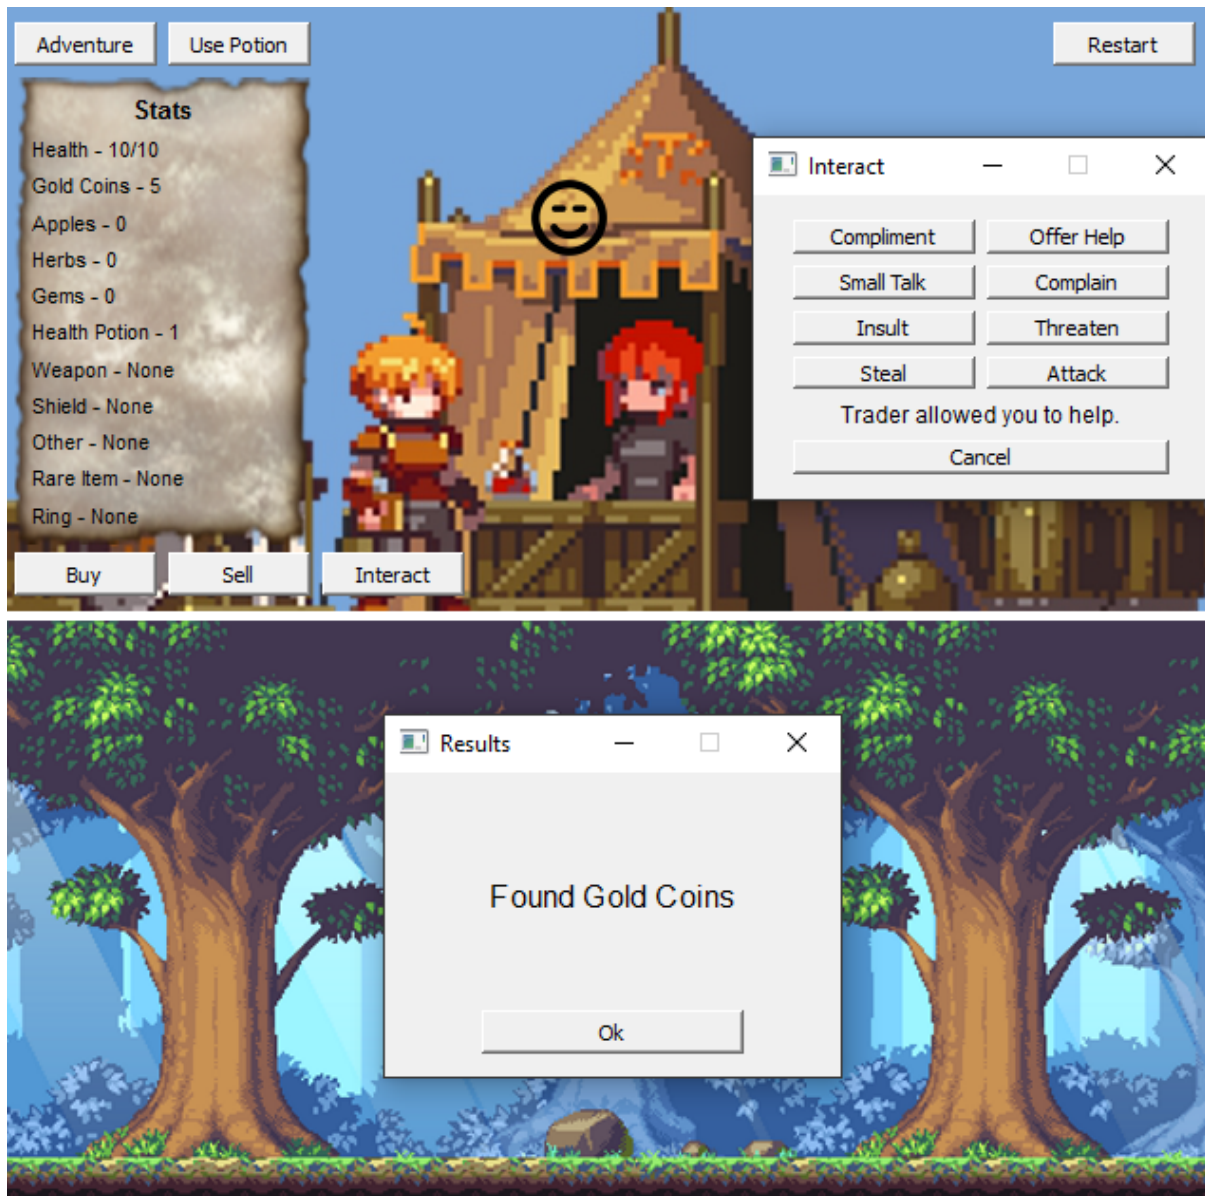 Adventure
Use Potion
Restart
Stats
Health - 10/10
Gold Coins - 5
Apples - 0
Herbs - 0
Gems - 0
Health Potion - 1
Weapon - None
Shield - None
Other - None
Rare Item - None
Ring - None
Buy
Sell
Interact
Interact
Compliment
Offer Help
Small Talk
Complain
Insult
Threaten
Steal
Attack
Trader allowed you to help.
Cancel
Results
Found Gold Coins
Ok